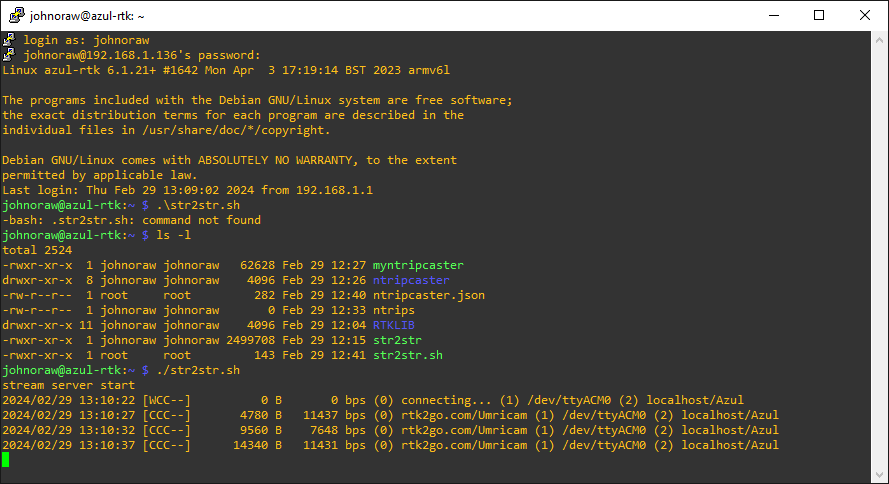 johnoraw@azul-rtk: ~
login as: johnoraw
johnoraw@192.168.1.136's password:
Linux azul-rtk 6.1.21+ #1642 Mon Apr  3 17:19:14 BST 2023 armv6l

The programs included with the Debian GNU/Linux system are free software;
the exact distribution terms for each program are described in the
individual files in /usr/share/doc/*/copyright.

Debian GNU/Linux comes with ABSOLUTELY NO WARRANTY, to the extent
permitted by applicable law.
Last login: Thu Feb 29 13:09:02 2024 from 192.168.1.1
johnoraw@azul-rtk:~ $ .\str2str.sh
-bash: .str2str.sh: command not found
johnoraw@azul-rtk:~ $ ls -l
total 2524
-rwxr-xr-x  1 johnoraw johnoraw   62628 Feb 29 12:27 myntripcaster
drwxr-xr-x  8 johnoraw johnoraw    4096 Feb 29 12:26 ntripcaster
-rw-r--r--  1 root     root         282 Feb 29 12:40 ntripcaster.json
-rw-r--r--  1 johnoraw johnoraw       0 Feb 29 12:33 ntrips
drwxr-xr-x 11 johnoraw johnoraw    4096 Feb 29 12:04 RTKLIB
-rwxr-xr-x  1 johnoraw johnoraw 2499708 Feb 29 12:15 str2str
-rwxr-xr-x  1 root     root         143 Feb 29 12:41 str2str.sh
johnoraw@azul-rtk:~ $ ./str2str.sh
stream server start
2024/02/29 13:10:22 [WCC--]          0 B       0 bps (0) connecting... (1) /dev/ttyACM0 (2) localhost/Azul
2024/02/29 13:10:27 [CCC--]       4780 B   11437 bps (0) rtk2go.com/Umricam (1) /dev/ttyACM0 (2) localhost/Azul
2024/02/29 13:10:32 [CCC--]       9560 B    7648 bps (0) rtk2go.com/Umricam (1) /dev/ttyACM0 (2) localhost/Azul
2024/02/29 13:10:37 [CCC--]      14340 B   11431 bps (0) rtk2go.com/Umricam (1) /dev/ttyACM0 (2) localhost/Azul